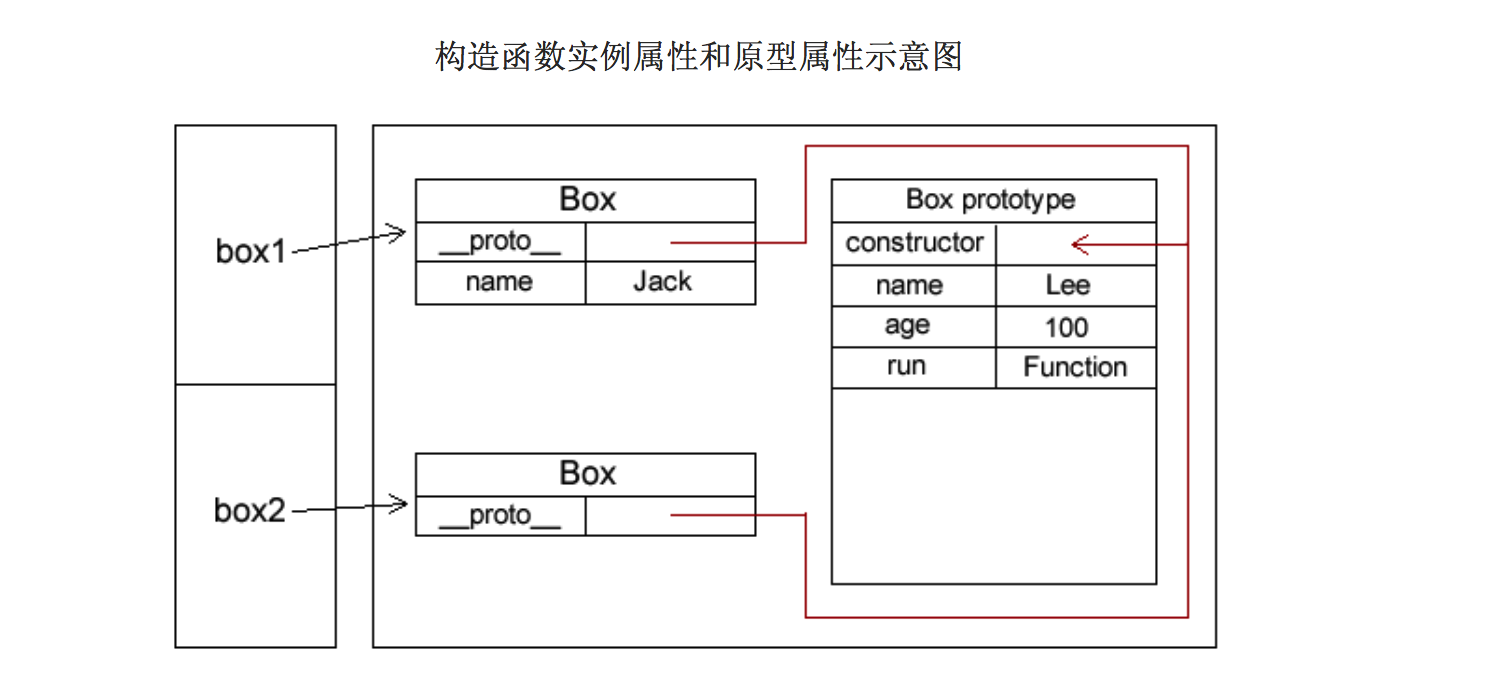 构造函数实例属性和原型属性示意图
box1
Box
__proto__
name Jack
box2
Box
__proto__
Box prototype
constructor
name Lee
age 100
run Function